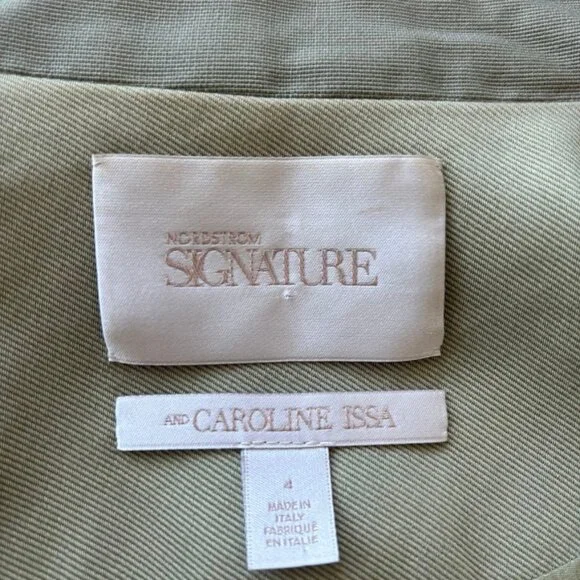 NORDSTROM
SIGNATURE
AND CAROLINE ISSA
4
MADE IN
ITALY
FABRIQUÉ
EN ITALIE